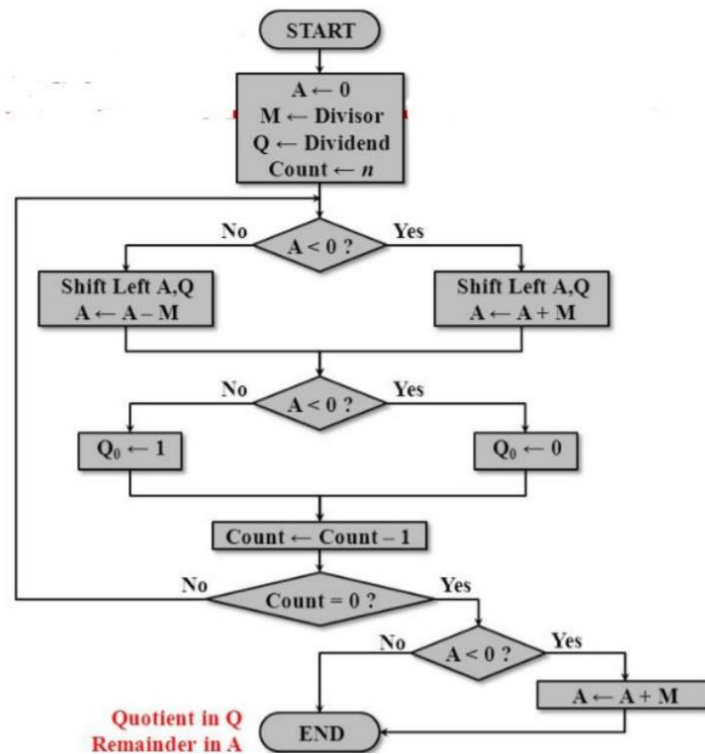 START
A ← 0
M ← Divisor
Q ← Dividend
Count ← n
No
A < 0 ?
Yes
Shift Left A,Q
A ← A – M
Shift Left A,Q
A ← A + M
No
A < 0 ?
Yes
Q₀ ← 1
Q₀ ← 0
Count ← Count – 1
No
Count = 0 ?
Yes
No
A < 0 ?
Yes
A ← A + M
Quotient in Q
Remainder in A
END